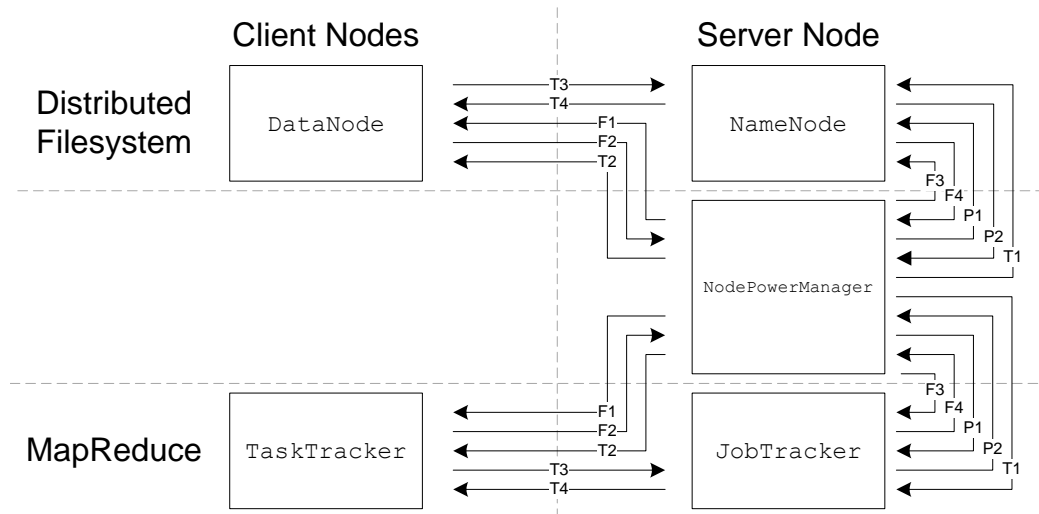 Client Nodes
Server Node
Distributed
Filesystem
DataNode
NameNode
T3
T4
F1
F2
T2
F3
F4
P1
P2
T1
NodePowerManager
MapReduce
TaskTracker
JobTracker
F1
F2
T2
T3
T4
F3
F4
P1
P2
T1